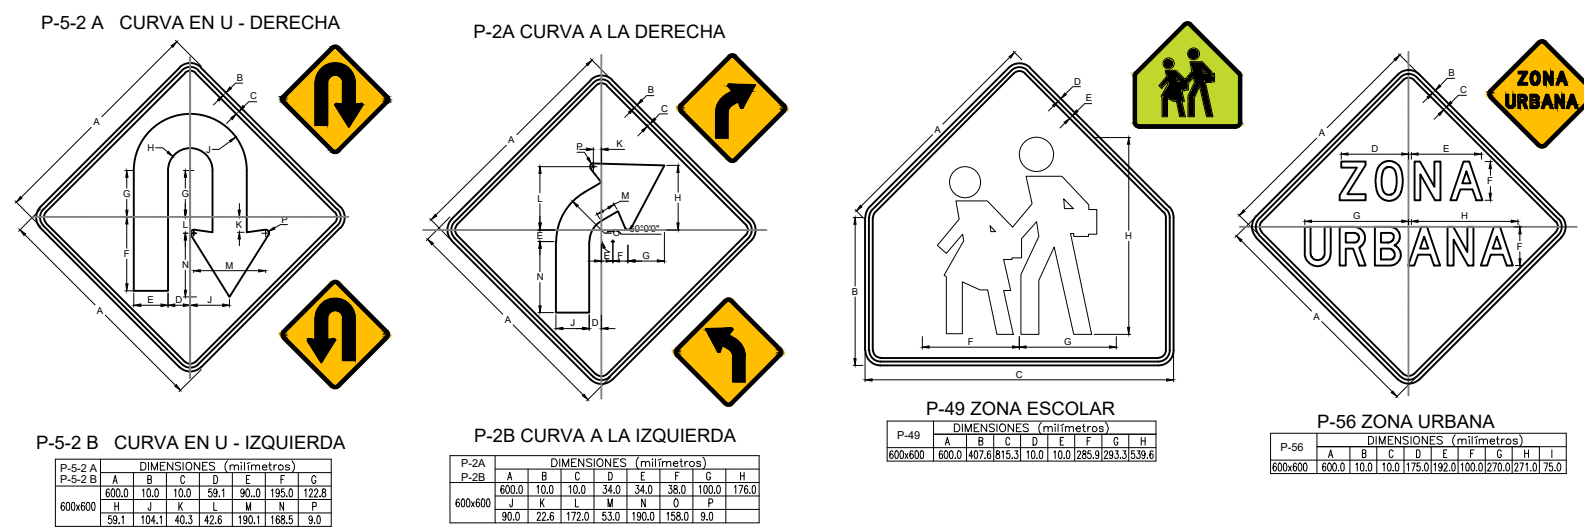 P-5-2 A   CURVA EN U - DERECHA
A
B
C
H
J
G
G
K
P
L
F
N
M
E
D
J
A
P-5-2 B   CURVA EN U - IZQUIERDA
P-5-2 A
P-5-2 B
DIMENSIONES (milímetros)
A B C D E F G
600x600
600.0 10.0 10.0 59.1 90..0 195.0 122.8
H J K L M N P
59.1 104.1 40.3 42.6 190.1 168.5 9.0
P-2A CURVA A LA DERECHA
A
B
C
K
P
L
M
H
60°0'0"
E
E
F
G
N
J
D
A
P-2B CURVA A LA IZQUIERDA
P-2A
P-2B
DIMENSIONES (milímetros)
A B C D E F G H
600x600
600.0 10.0 10.0 34.0 34.0 38.0 100.0 176.0
J K L M N O P
90.0 22.6 172.0 53.0 190.0 158.0 9.0
A
D
E
B
H
F
G
C
P-49 ZONA ESCOLAR
P-49
DIMENSIONES (milímetros)
A B C D E F G H
600x600 600.0 407.6 815.3 10.0 10.0 285.9 293.3 539.6
ZONA
URBANA
A
B
C
D
E
F
ZONA
G
H
F
URBANA
A
P-56 ZONA URBANA
P-56
DIMENSIONES (milímetros)
A B C D E F G H I
600x600 600.0 10.0 10.0 175.0 192.0 100.0 270.0 271.0 75.0